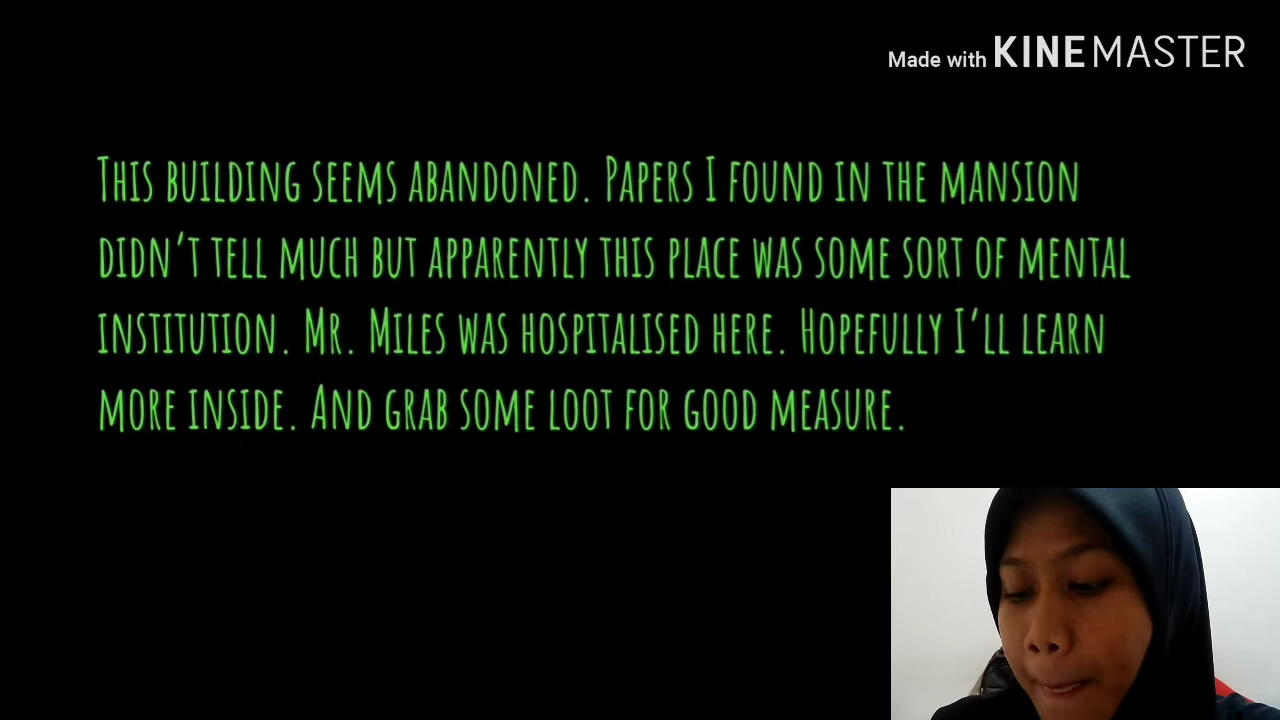 Made with KINEMASTER
This building seems abandoned. Papers I found in the mansion
didn't tell much but apparently this place was some sort of mental
institution. Mr. Miles was hospitalised here. Hopefully I'll learn
more inside. And grab some loot for good measure.